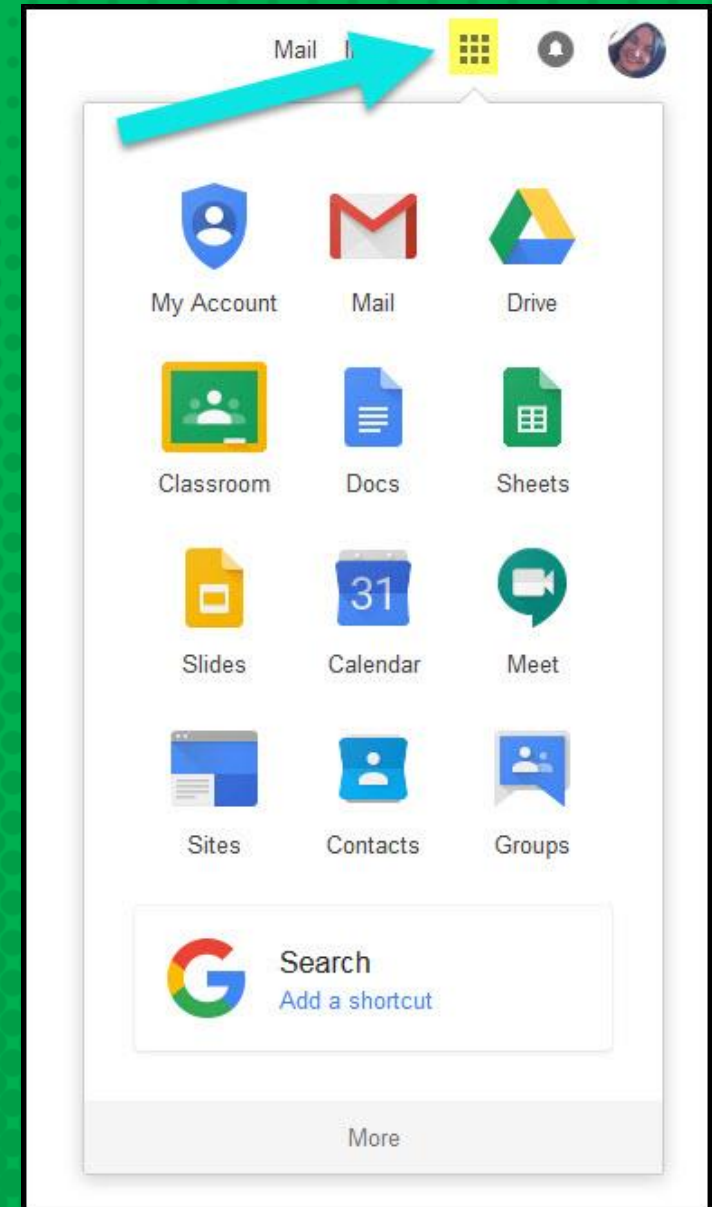 Mail
My Account Mail Drive
Classroom Docs Sheets
31
Slides Calendar Meet
Sites Contacts Groups
Search
Add a shortcut
More